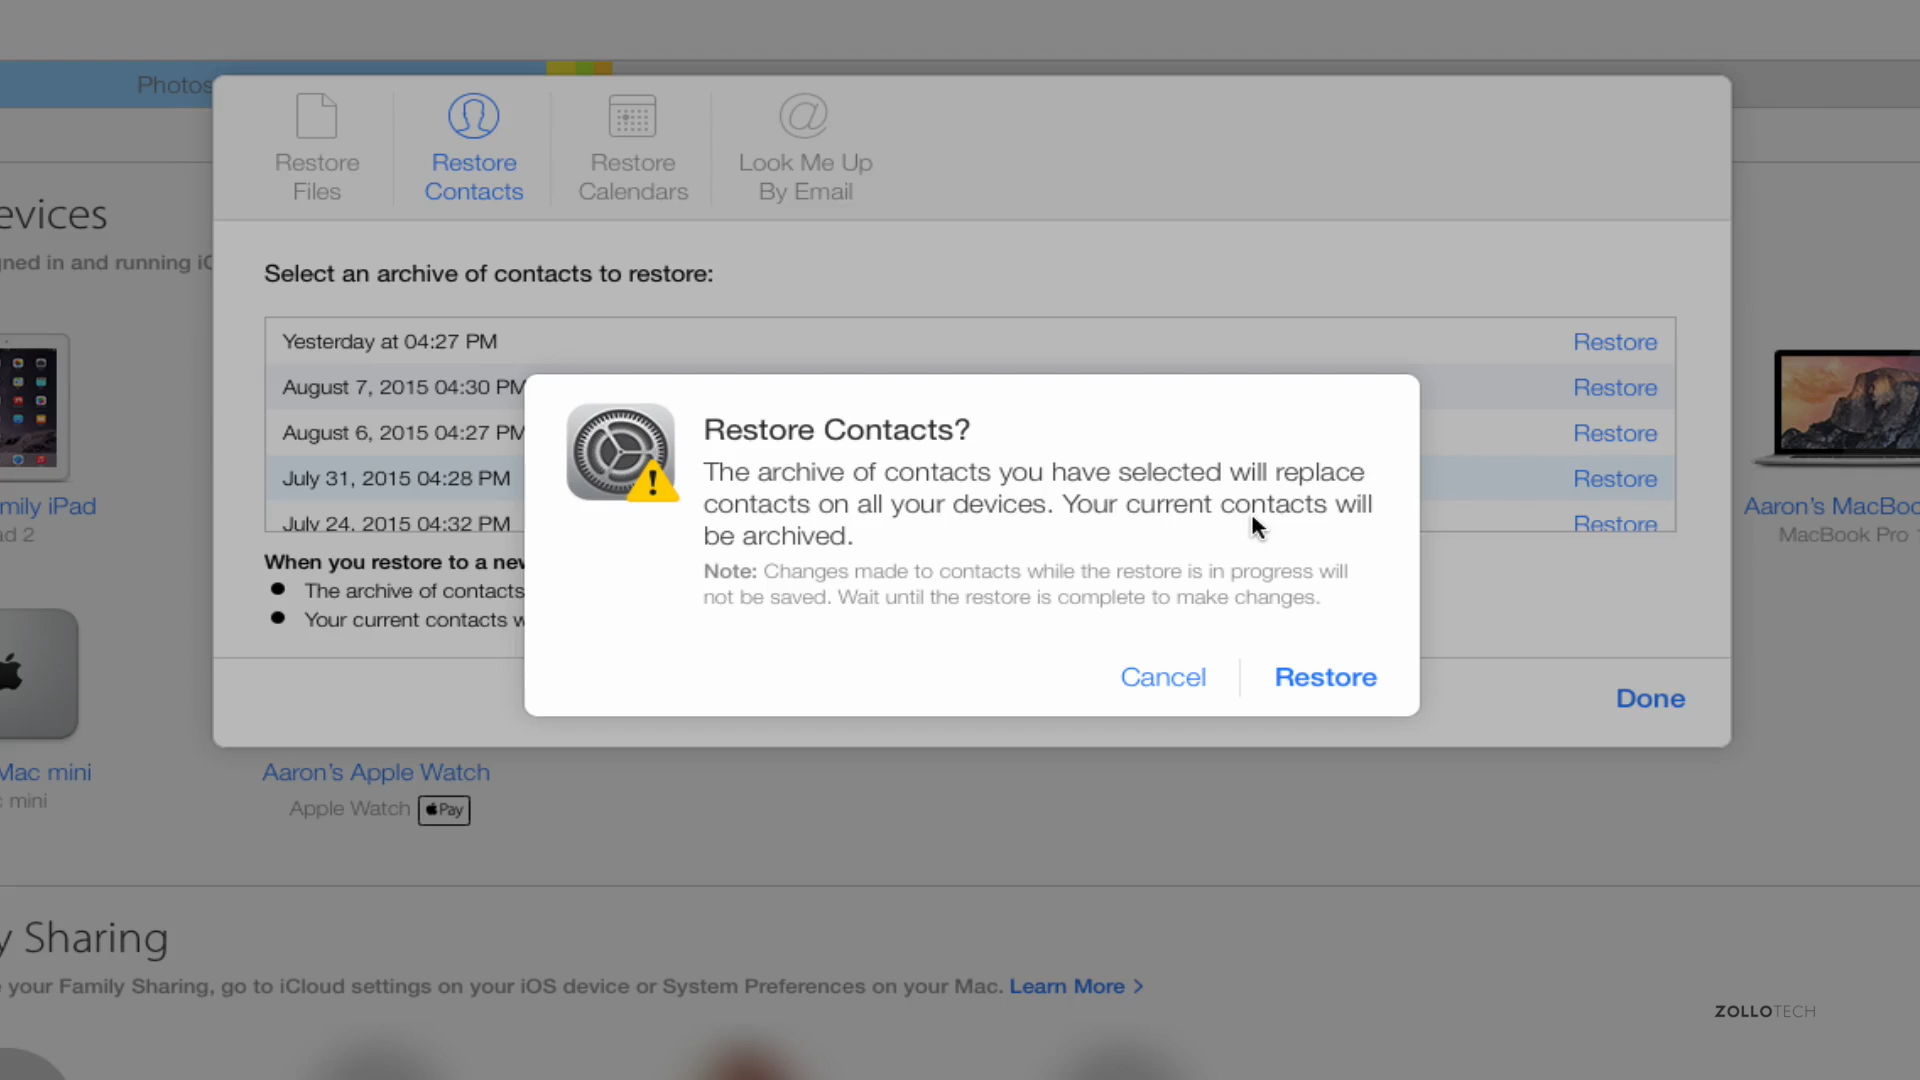 Photos
Restore
Files
Restore
Contacts
Restore
Calendars
Look Me Up
By Email
evices
gned in and running iC
Select an archive of contacts to restore:
Yesterday at 04:27 PM Restore
August 7, 2015 04:30 PM Restore
August 6, 2015 04:27 PM Restore
July 31, 2015 04:28 PM Restore
July 24, 2015 04:32 PM Restore
When you restore to a new
The archive of contacts
Your current contacts w
Restore Contacts?
The archive of contacts you have selected will replace
contacts on all your devices. Your current contacts will
be archived.
Note: Changes made to contacts while the restore is in progress will
not be saved. Wait until the restore is complete to make changes.
Cancel
Restore
Done
mily iPad
ad 2
Aaron's MacBoo
MacBook Pro
Mac mini
c mini
Aaron's Apple Watch
Apple Watch Pay
y Sharing
e your Family Sharing, go to iCloud settings on your iOS device or System Preferences on your Mac. Learn More >
ZOLLOTECH